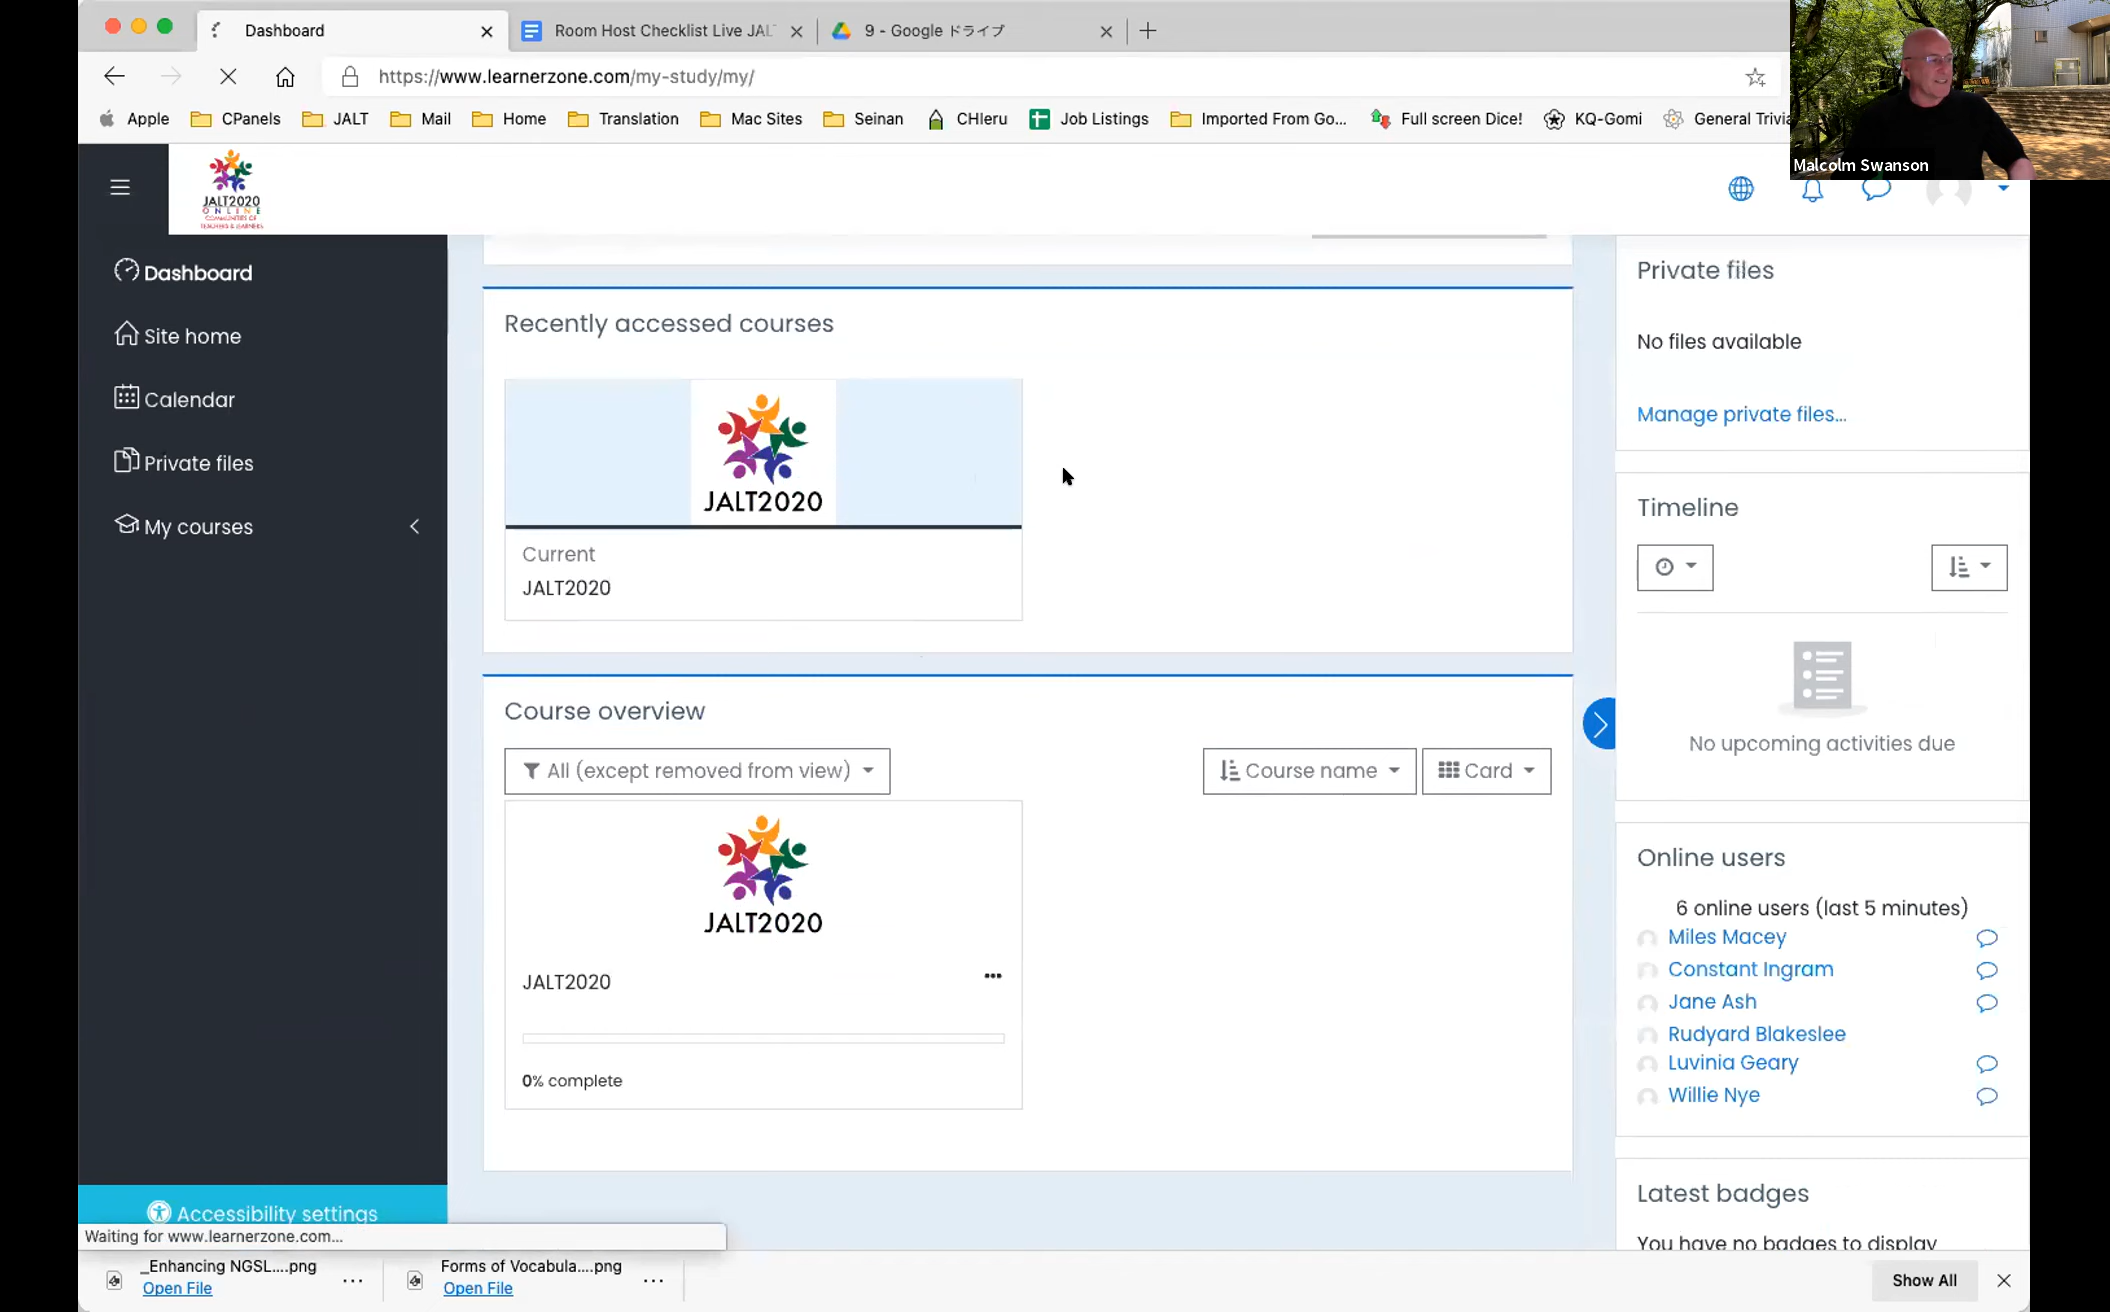 Dashboard
Room Host Checklist Live JAL
9 - Google ドライブ
https://www.learnerzone.com/my-study/my/
Apple
CPanels
JALT
Mail
Home
Translation
Mac Sites
Seinan
CHIeru
Job Listings
Imported From Go...
Full screen Dice!
KQ-Gomi
General Trivia
Malcolm Swanson
JALT2020
ONLINE
COMMUNITIES OF
TEACHERS & LEARNERS
Dashboard
Site home
Calendar
Private files
My courses
Accessibility settings
Recently accessed courses
JALT2020
Current
JALT2020
Course overview
All (except removed from view)
Course name
Card
JALT2020
JALT2020
0% complete
Private files
No files available
Manage private files...
Timeline
No upcoming activities due
Online users
6 online users (last 5 minutes)
Miles Macey
Constant Ingram
Jane Ash
Rudyard Blakeslee
Luvinia Geary
Willie Nye
Latest badges
You have no badges to display
Waiting for www.learnerzone.com...
_Enhancing NGSL....png
Open File
Forms of Vocabula....png
Open File
Show All